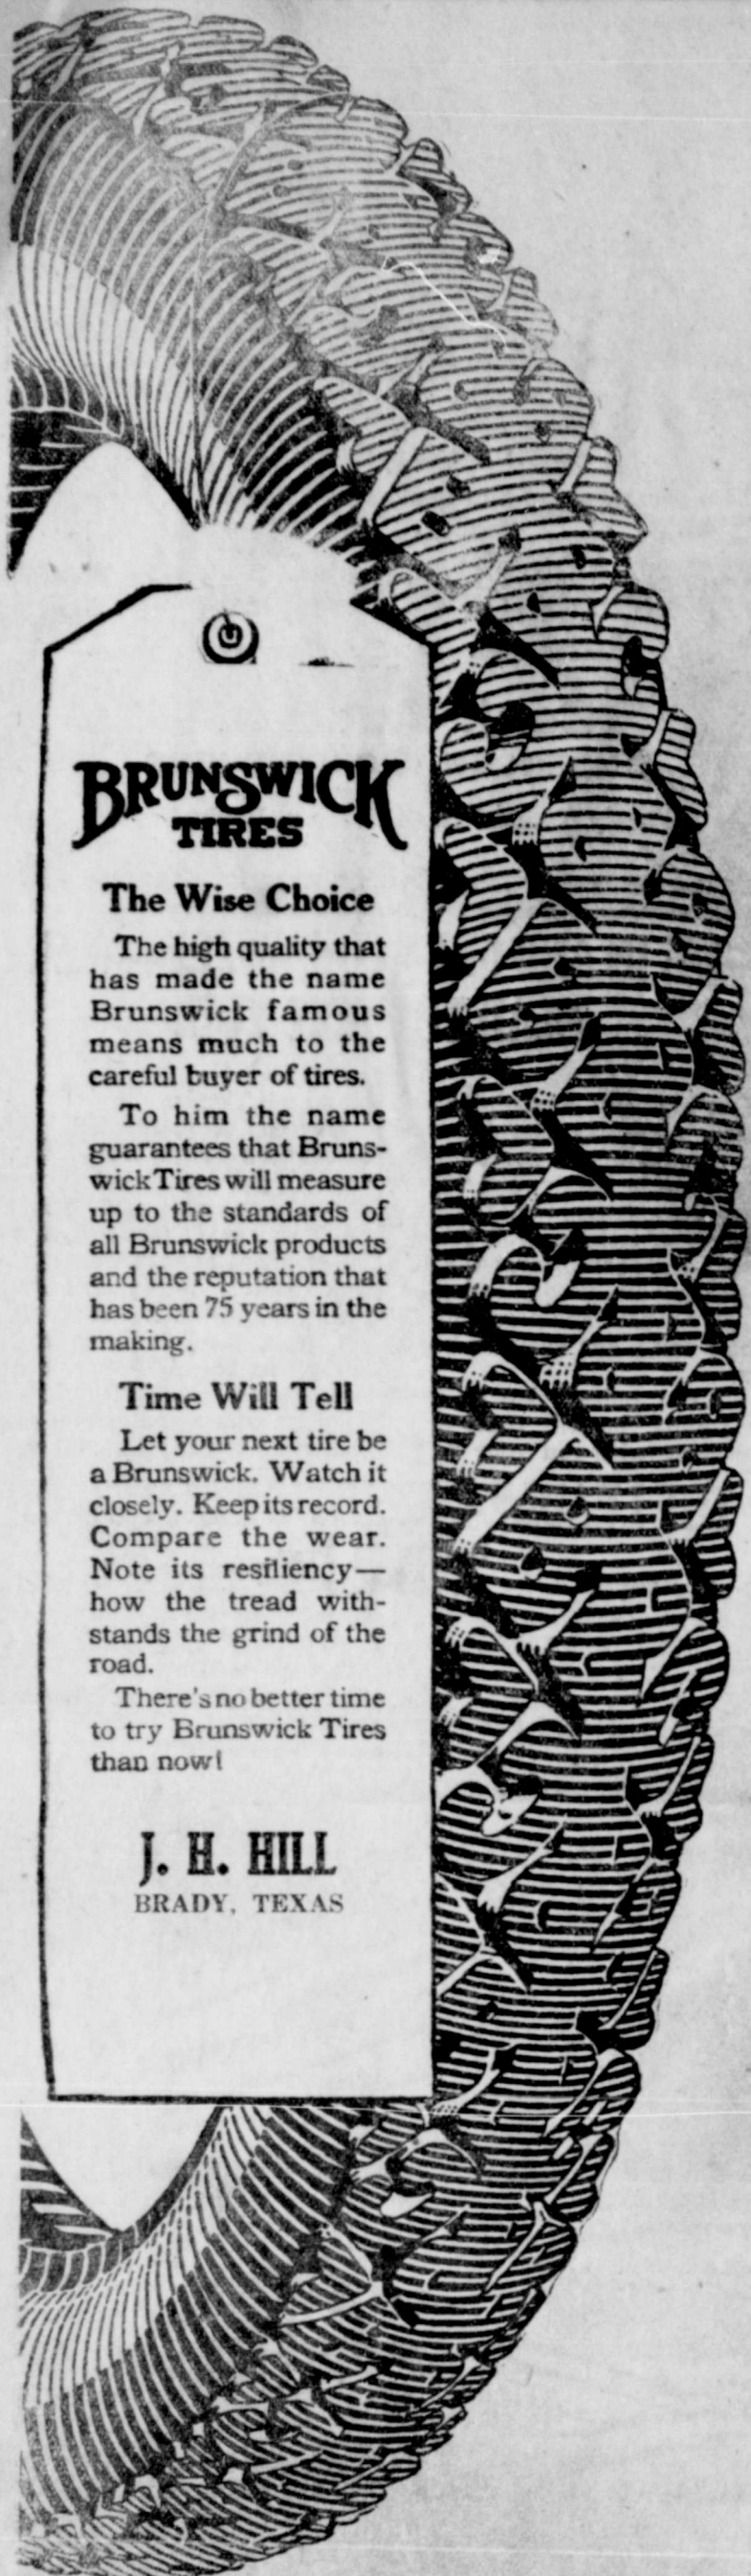 BRUNSWICK
TIRES
The Wise Choice
The high quality that
has made the name
Brunswick famous
means much to the
careful buyer of tires.
To him the name
guarantees that Bruns-
wick Tires will measure
up to the standards of
all Brunswick products
and the reputation that
has been 75 years in the
making.
Time Will Tell
Let your next tire be
a Brunswick. Watch it
closely. Keep its record.
Compare the wear.
Note its resiliency—
how the tread with-
stands the grind of the
road.
There's no better time
to try Brunswick Tires
than now!
J. H. HILL
BRADY, TEXAS